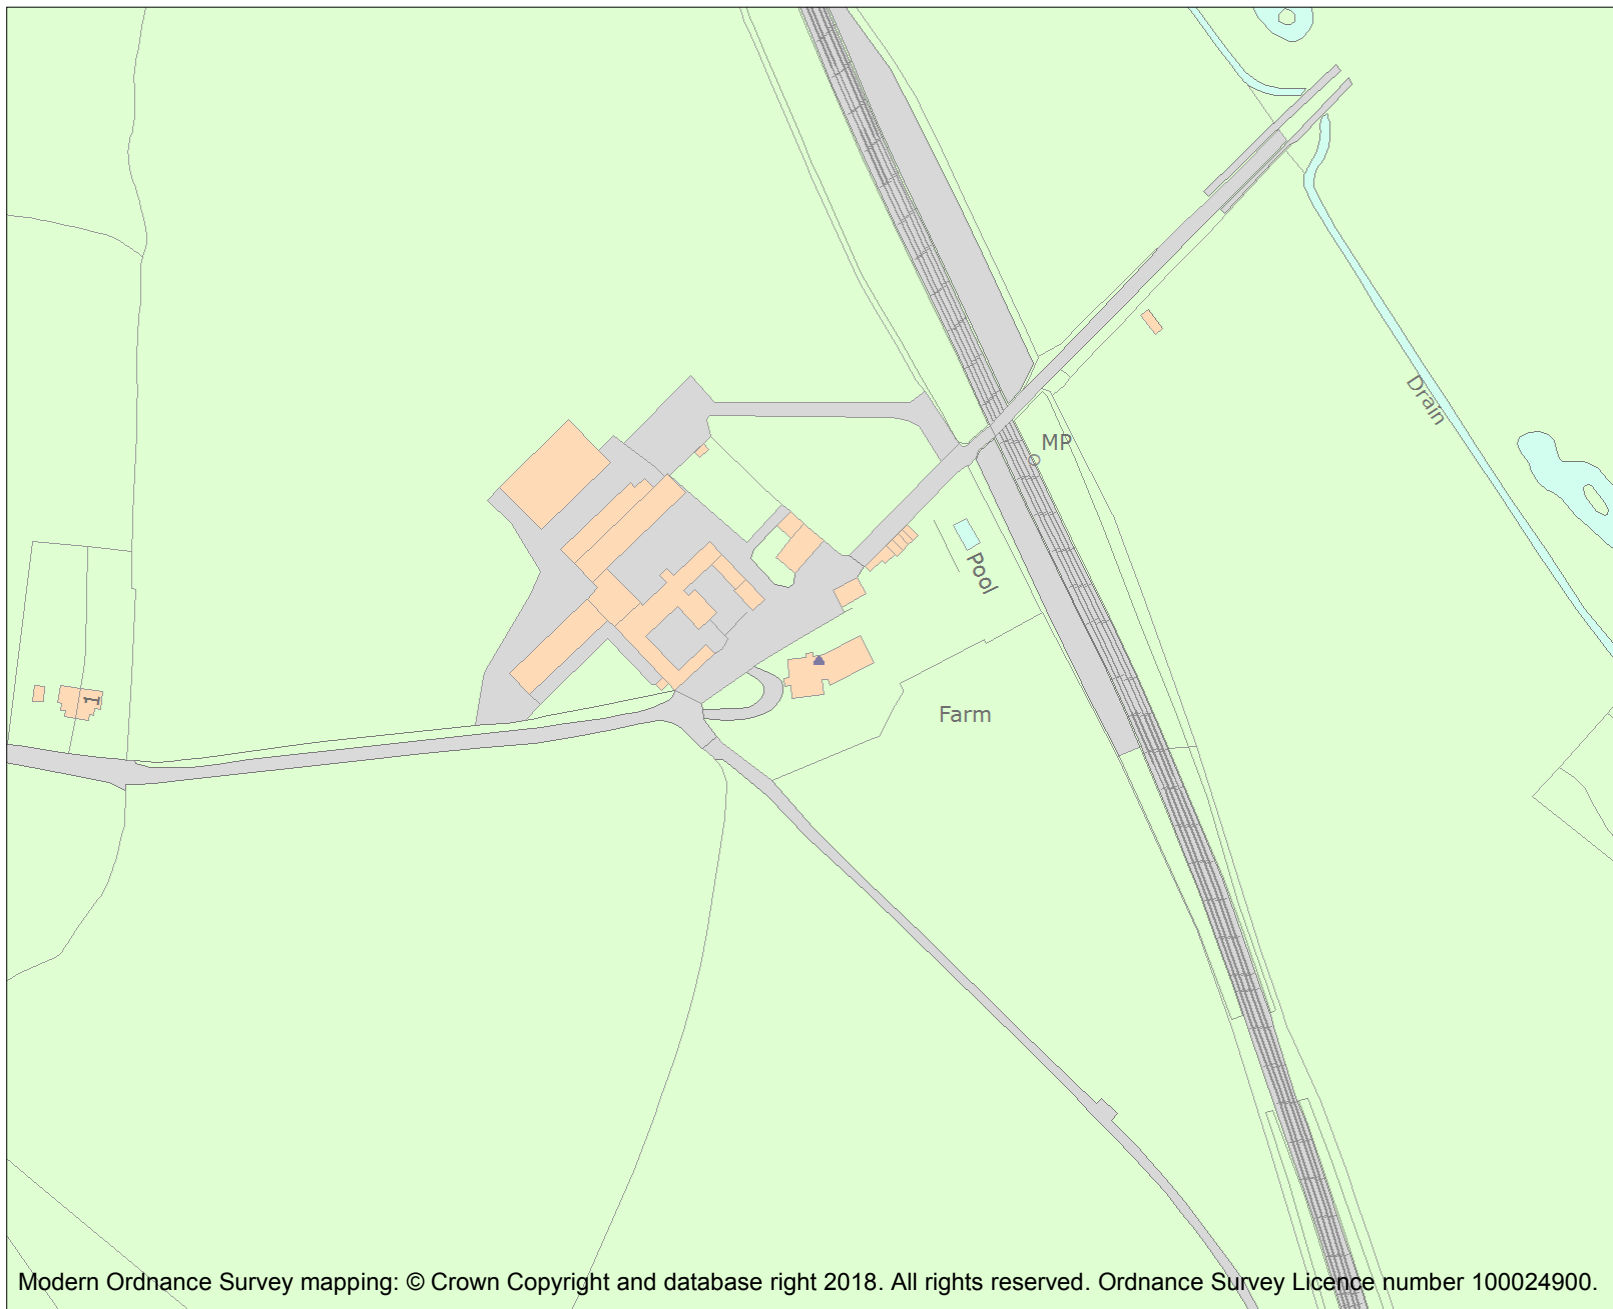 Drain
MP
Pool
1
Farm
Modern Ordnance Survey mapping: © Crown Copyright and database right 2018. All rights reserved. Ordnance Survey Licence number 100024900.